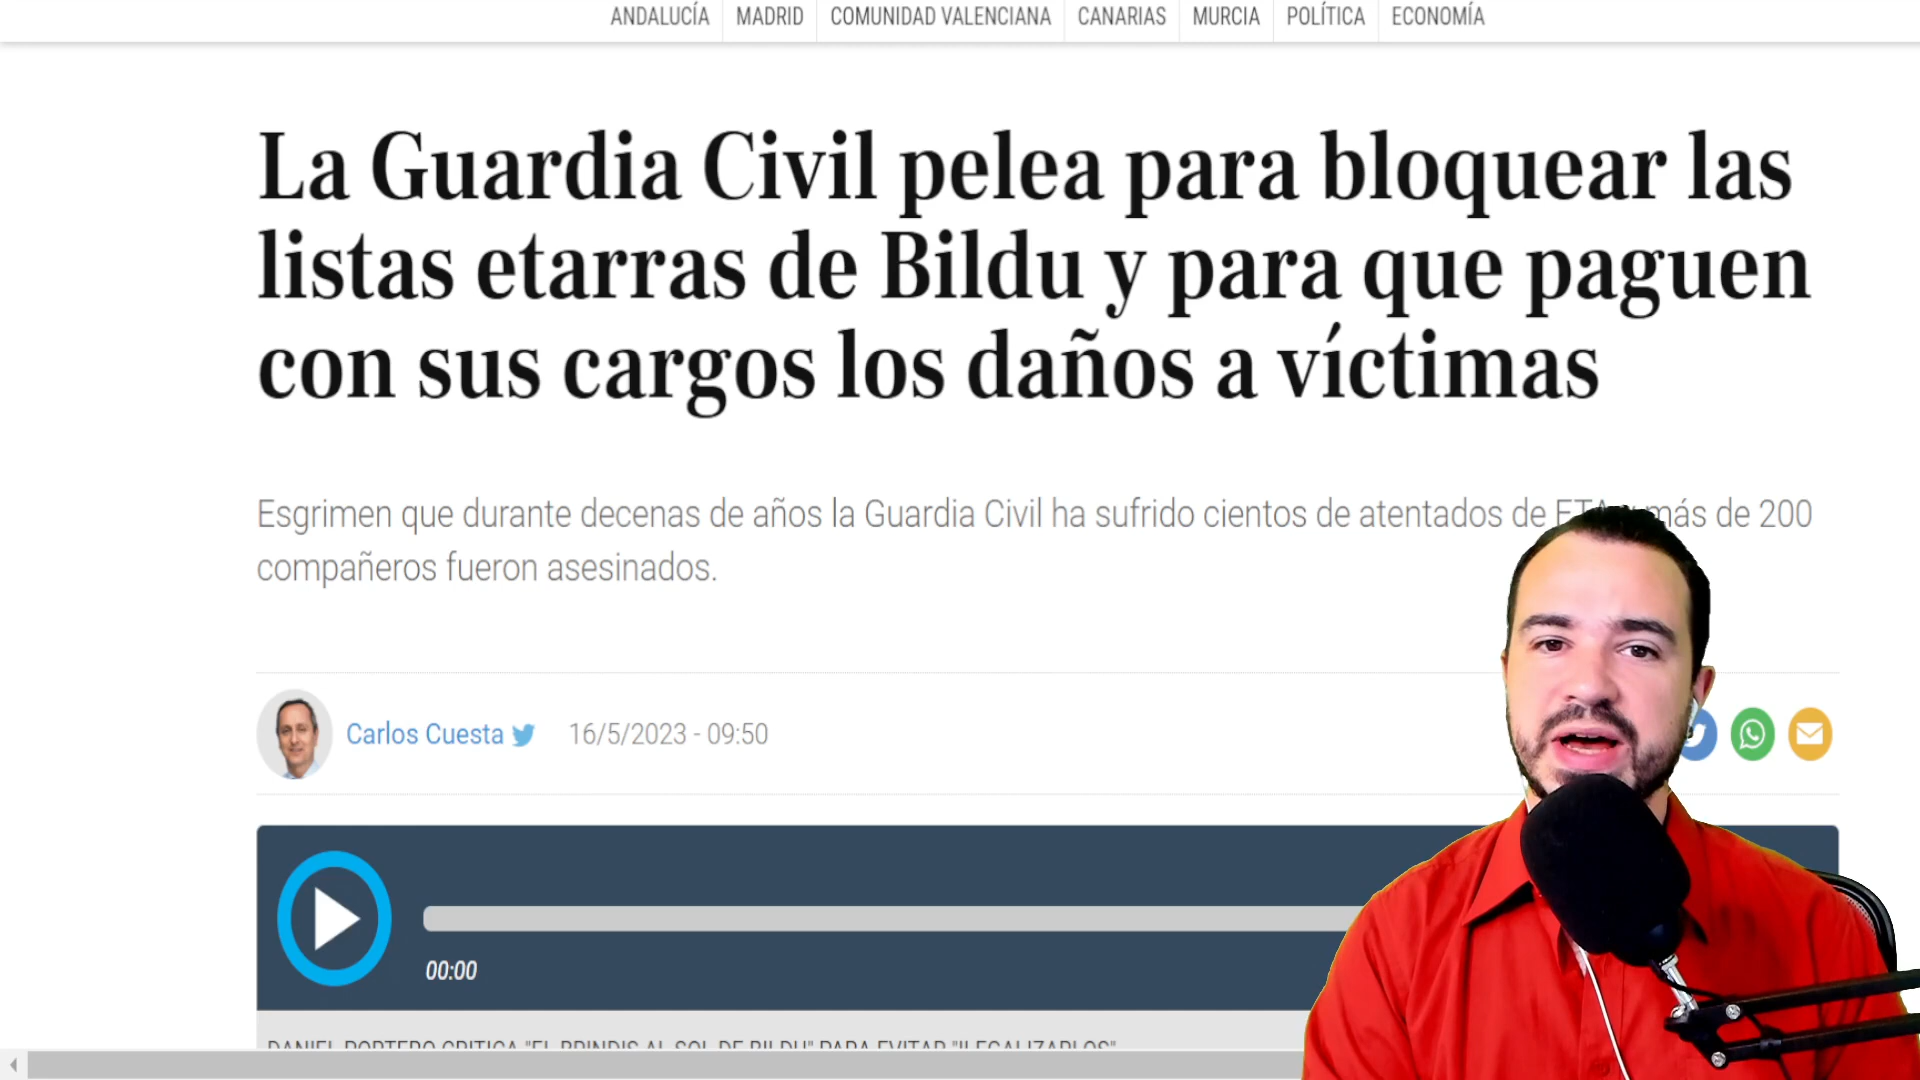 ANDALUCÍA MADRID COMUNIDAD VALENCIANA CANARIAS MURCIA POLÍTICA ECONOMÍA
La Guardia Civil pelea para bloquear las
listas etarras de Bildu y para que paguen
con sus cargos los daños a víctimas
Esgrimen que durante decenas de años la Guardia Civil ha sufrido cientos de atentados de ETA y más de 200
compañeros fueron asesinados.
Carlos Cuesta 16/5/2023 - 09:50
00:00
DANIEL PORTERO CRITICA "EL BRINDIS AL SOL DE BILDU" PARA EVITAR "ILEGALIZARLOS"